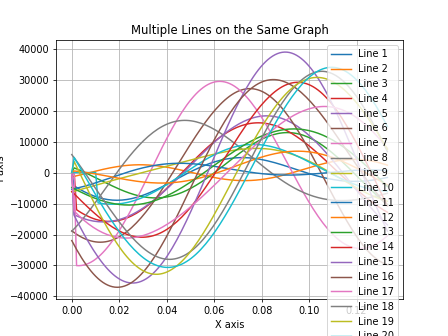 Multiple Lines on the Same Graph
40000
30000
20000
10000
0
−10000
−20000
−30000
−40000
0.00
0.02
0.04
0.06
0.08
0.10
X axis
Line 1
Line 2
Line 3
Line 4
Line 5
Line 6
Line 7
Line 8
Line 9
Line 10
Line 11
Line 12
Line 13
Line 14
Line 15
Line 16
Line 17
Line 18
Line 19
Line 20